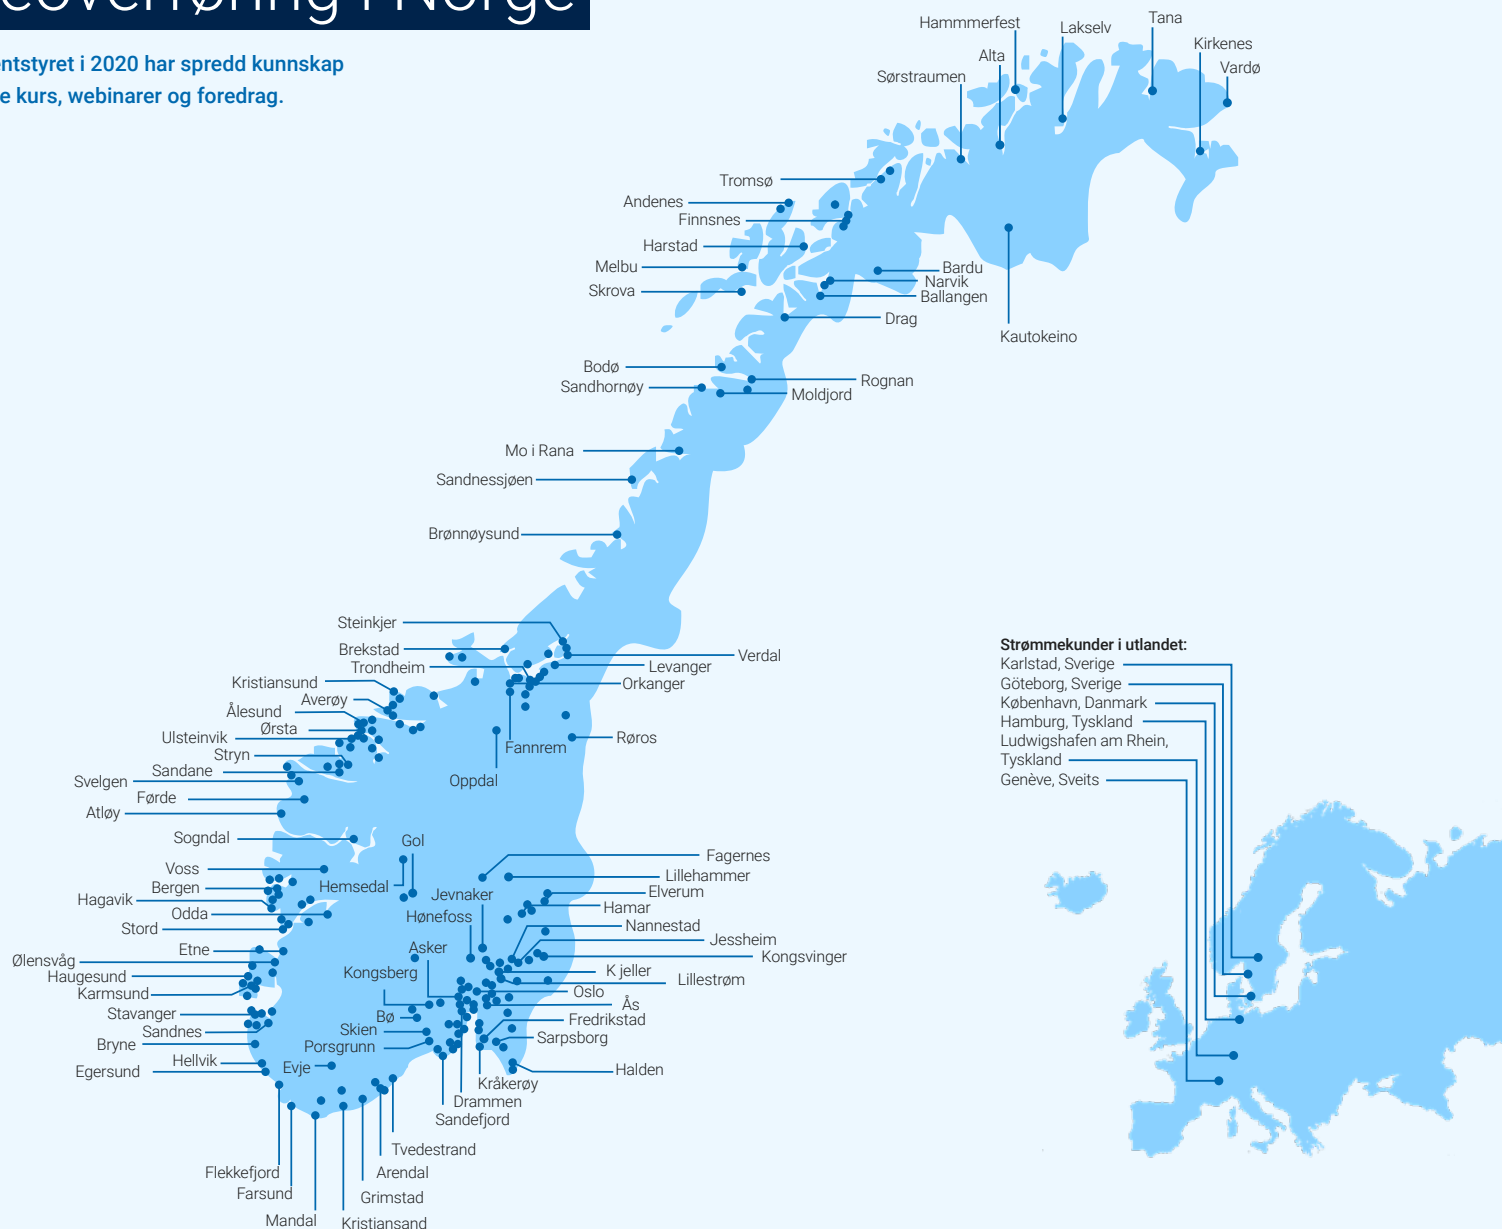 eoverføring i Norge
entstyret i 2020 har spredd kunnskap
e kurs, webinarer og foredrag.
Hammmerfest
Lakselv
Tana
Kirkenes
Vardø
Alta
Sørstraumen
Tromsø
Andenes
Finnsnes
Harstad
Melbu
Skrova
Bardu
Narvik
Ballangen
Drag
Kautokeino
Bodø
Sandhornøy
Rognan
Moldjord
Mo i Rana
Sandnessjøen
Brønnøysund
Steinkjer
Brekstad
Trondheim
Verdal
Levanger
Orkanger
Kristiansund
Averøy
Ålesund
Ørsta
Ulsteinvik
Stryn
Sandane
Svelgen
Førde
Atløy
Fannrem
Røros
Oppdal
Sogndal
Gol
Voss
Hemsedal
Bergen
Hagavik
Odda
Stord
Etne
Ølensvåg
Haugesund
Karmsund
Stavanger
Sandnes
Bryne
Hellvik
Egersund
Evje
Fagernes
Lillehammer
Jevnaker
Elverum
Hamar
Hønefoss
Nannestad
Jessheim
Asker
Kongsvinger
Kongsberg
K jeller
Lillestrøm
Oslo
Ås
Bø
Fredrikstad
Skien
Sarpsborg
Porsgrunn
Halden
Kråkerøy
Drammen
Sandefjord
Tvedestrand
Arendal
Grimstad
Flekkefjord
Farsund
Mandal
Kristiansand
Strømmekunder i utlandet:
Karlstad, Sverige
Göteborg, Sverige
København, Danmark
Hamburg, Tyskland
Ludwigshafen am Rhein,
Tyskland
Genève, Sveits